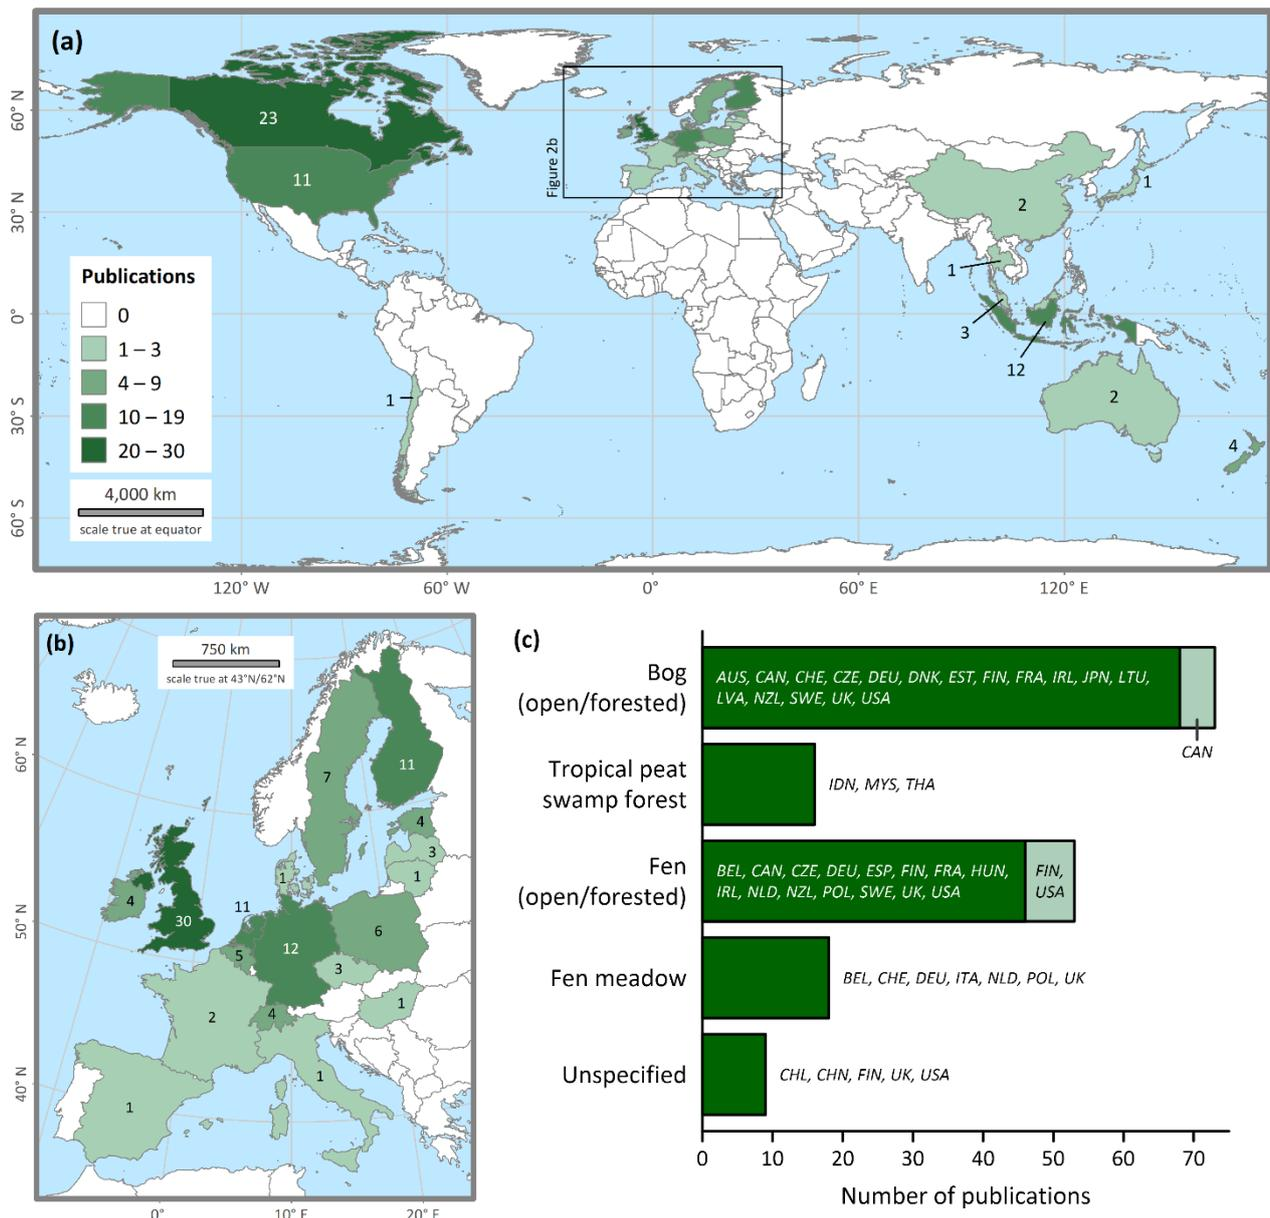 (a)
60° N
30° N
0°
30° S
60° S
23
11
Figure 2b
1
2
1
3
12
2
4
1
Publications
0
1 – 3
4 – 9
10 – 19
20 – 30
4,000 km
scale true at equator
120° W
60° W
0°
60° E
120° E
(b)
750 km
scale true at 43°N/62°N
60° N
50° N
40° N
7
11
4
3
1
1
4
30
11
5
12
6
3
1
2
4
1
1
0°
10° E
20° E
(c)
Bog
(open/forested)
AUS, CAN, CHE, CZE, DEU, DNK, EST, FIN, FRA, IRL, JPN, LTU,
LVA, NZL, SWE, UK, USA
CAN
Tropical peat
swamp forest
IDN, MYS, THA
Fen
(open/forested)
BEL, CAN, CZE, DEU, ESP, FIN, FRA, HUN,
IRL, NLD, NZL, POL, SWE, UK, USA
FIN,
USA
Fen meadow
BEL, CHE, DEU, ITA, NLD, POL, UK
Unspecified
CHL, CHN, FIN, UK, USA
0 10 20 30 40 50 60 70
Number of publications